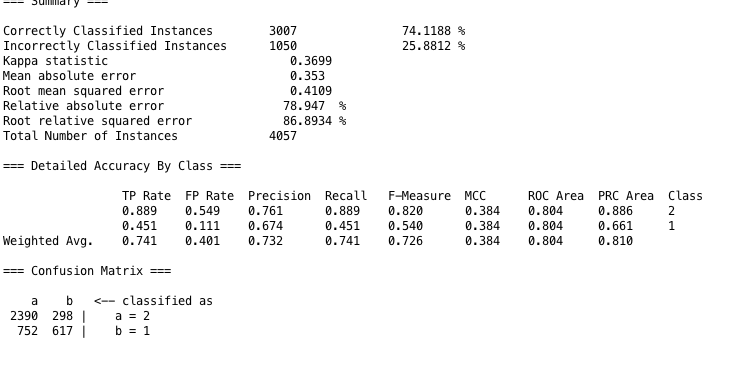 === Summary ===
Correctly Classified Instances 3007 74.1188 %
Incorrectly Classified Instances 1050 25.8812 %
Kappa statistic 0.3699
Mean absolute error 0.353
Root mean squared error 0.4109
Relative absolute error 78.947 %
Root relative squared error 86.8934 %
Total Number of Instances 4057
=== Detailed Accuracy By Class ===
TP Rate FP Rate Precision Recall F-Measure MCC ROC Area PRC Area Class
0.889 0.549 0.761 0.889 0.820 0.384 0.804 0.886 2
0.451 0.111 0.674 0.451 0.540 0.384 0.804 0.661 1
Weighted Avg. 0.741 0.401 0.732 0.741 0.726 0.384 0.804 0.810
=== Confusion Matrix ===
a b <-- classified as
2390 298 | a = 2
752 617 | b = 1